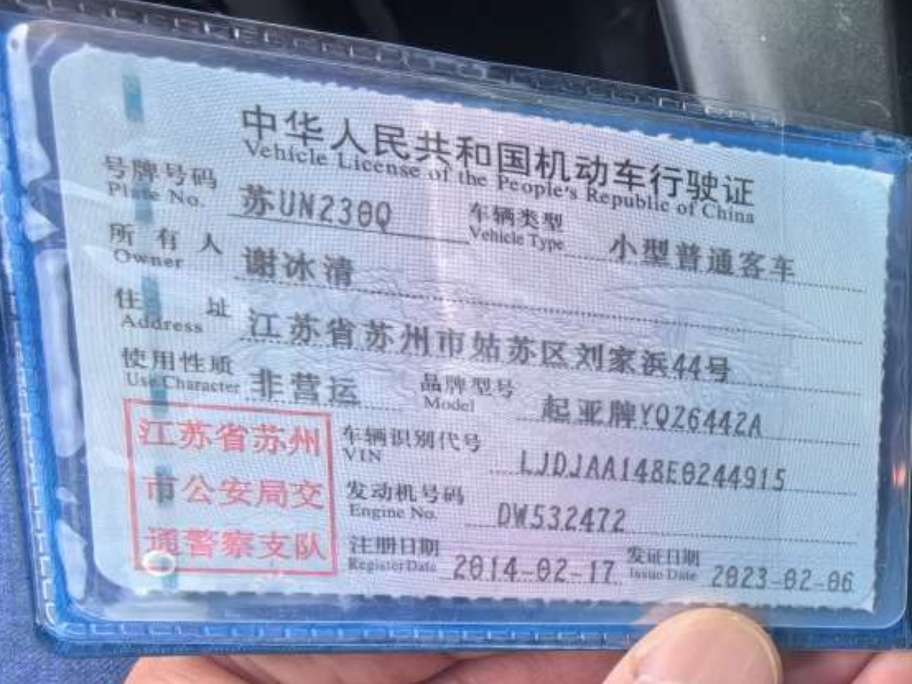 中华人民共和国机动车行驶证
Vehicle License of the People's Republic of China
号牌号码 苏UN230Q 车辆类型 小型普通客车
Plate No. Vehicle Type
所有人 谢冰清
Owner
住址 江苏省苏州市姑苏区刘家浜44号
Address
使用性质 非营运 品牌型号 起亚牌YQZ6442A
Use Character Model
江苏省苏州
市公安局交
通警察支队
车辆识别代号 LJDJAA148E0244915
VIN
发动机号码 DW532472
Engine No.
注册日期 2014-02-17 发证日期 2023-02-06
Register Date Issue Date